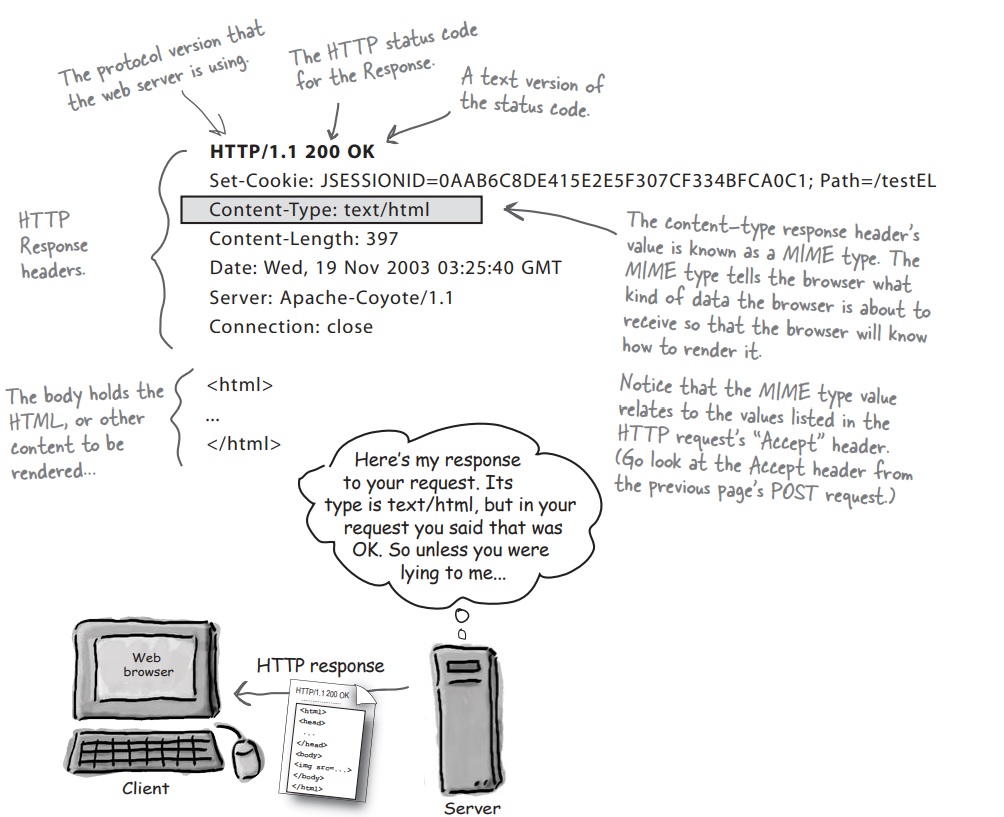 The protocol version that
the web server is using.
The HTTP status code
for the Response.
A text version of
the status code.
HTTP/1.1 200 OK
Set-Cookie: JSESSIONID=0AAB6C8DE415E2E5F307CF334BFCA0C1; Path=/testEL
Content-Type: text/html
Content-Length: 397
Date: Wed, 19 Nov 2003 03:25:40 GMT
Server: Apache-Coyote/1.1
Connection: close
HTTP
Response
headers.
The content-type response header's
value is known as a MIME type. The
MIME type tells the browser what
kind of data the browser is about to
receive so that the browser will know
how to render it.
Notice that the MIME type value
relates to the values listed in the
HTTP request's "Accept" header.
(Go look at the Accept header from
the previous page's POST request.)
The body holds the
HTML, or other
content to be
rendered...
<html>
...
</html>
Here's my response
to your request. Its
type is text/html, but in your
request you said that was
OK. So unless you were
lying to me...
Web
browser
HTTP response
HTTP/1.1 200 OK
<html>
<head>
...
</head>
<body>
<img src=...>
</body>
</html>
Client
Server